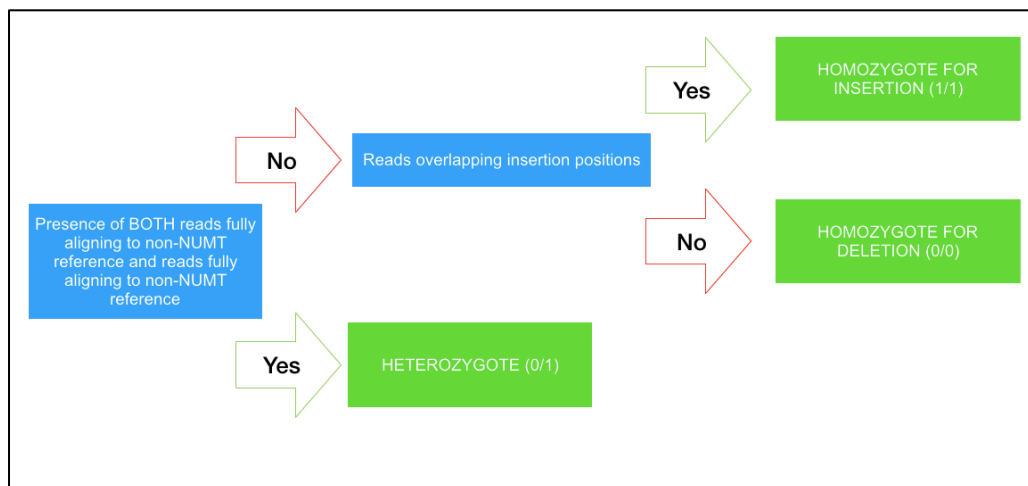 Presence of BOTH reads fully
aligning to non-NUMT
reference and reads fully
aligning to non-NUMT
reference
No
Reads overlapping insertion positions
Yes
HOMOZYGOTE FOR
INSERTION (1/1)
No
HOMOZYGOTE FOR
DELETION (0/0)
Yes
HETEROZYGOTE (0/1)